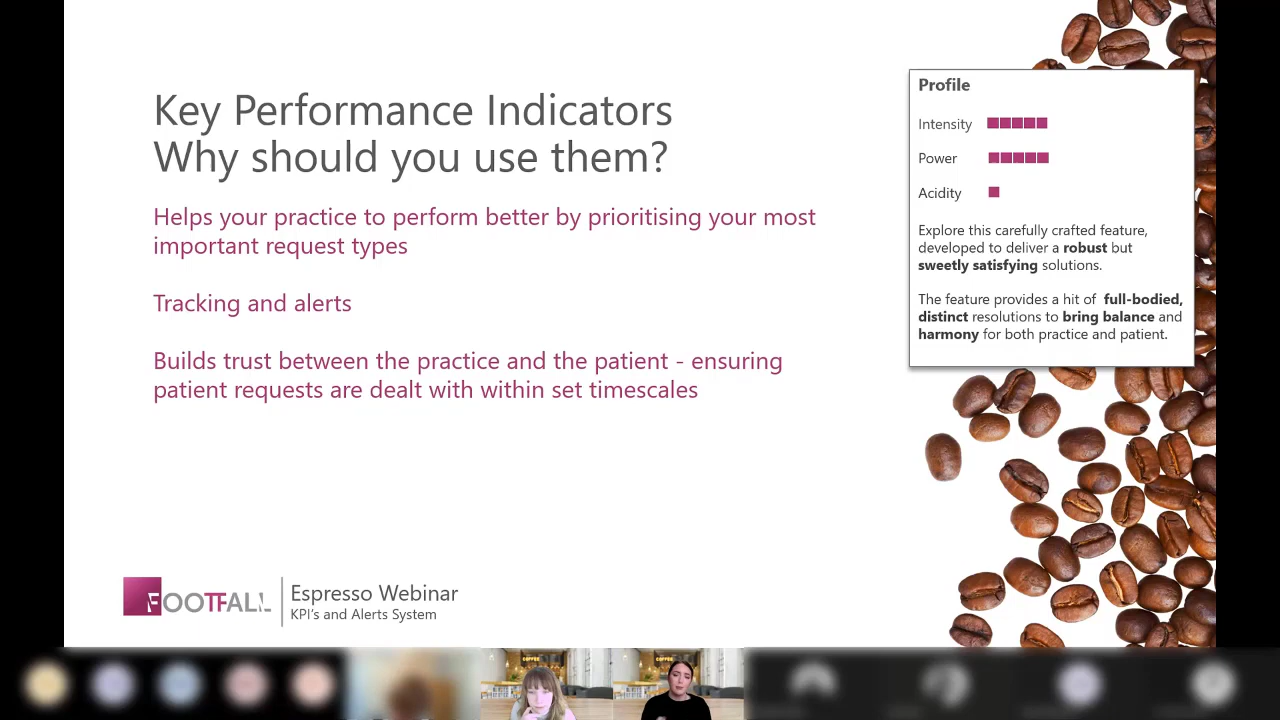 Key Performance Indicators
Why should you use them?
Helps your practice to perform better by prioritising your most
important request types
Tracking and alerts
Builds trust between the practice and the patient - ensuring
patient requests are dealt with within set timescales
Profile
Intensity
Power
Acidity
Explore this carefully crafted feature,
developed to deliver a robust but
sweetly satisfying solutions.
The feature provides a hit of full-bodied,
distinct resolutions to bring balance and
harmony for both practice and patient.
FOOTFALL
Espresso Webinar
KPI's and Alerts System
COFFEE
COFFEE